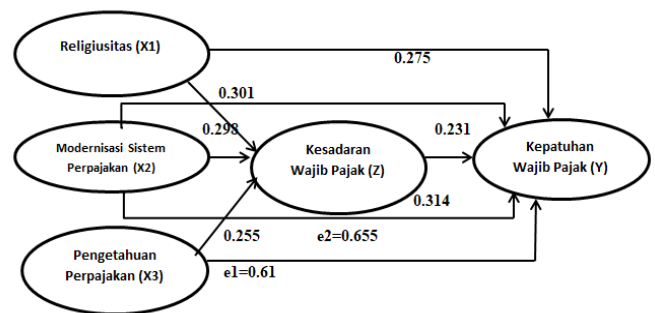 Religiusitas (X1)
0.275
0.301
Modernisasi Sistem
Perpajakan (X2)
0.298
Kesadaran
Wajib Pajak (Z)
0.231
Kepatuhan
Wajib Pajak (Y)
0.314
Pengetahuan
Perpajakan (X3)
0.255
e2=0.655
e1=0.61